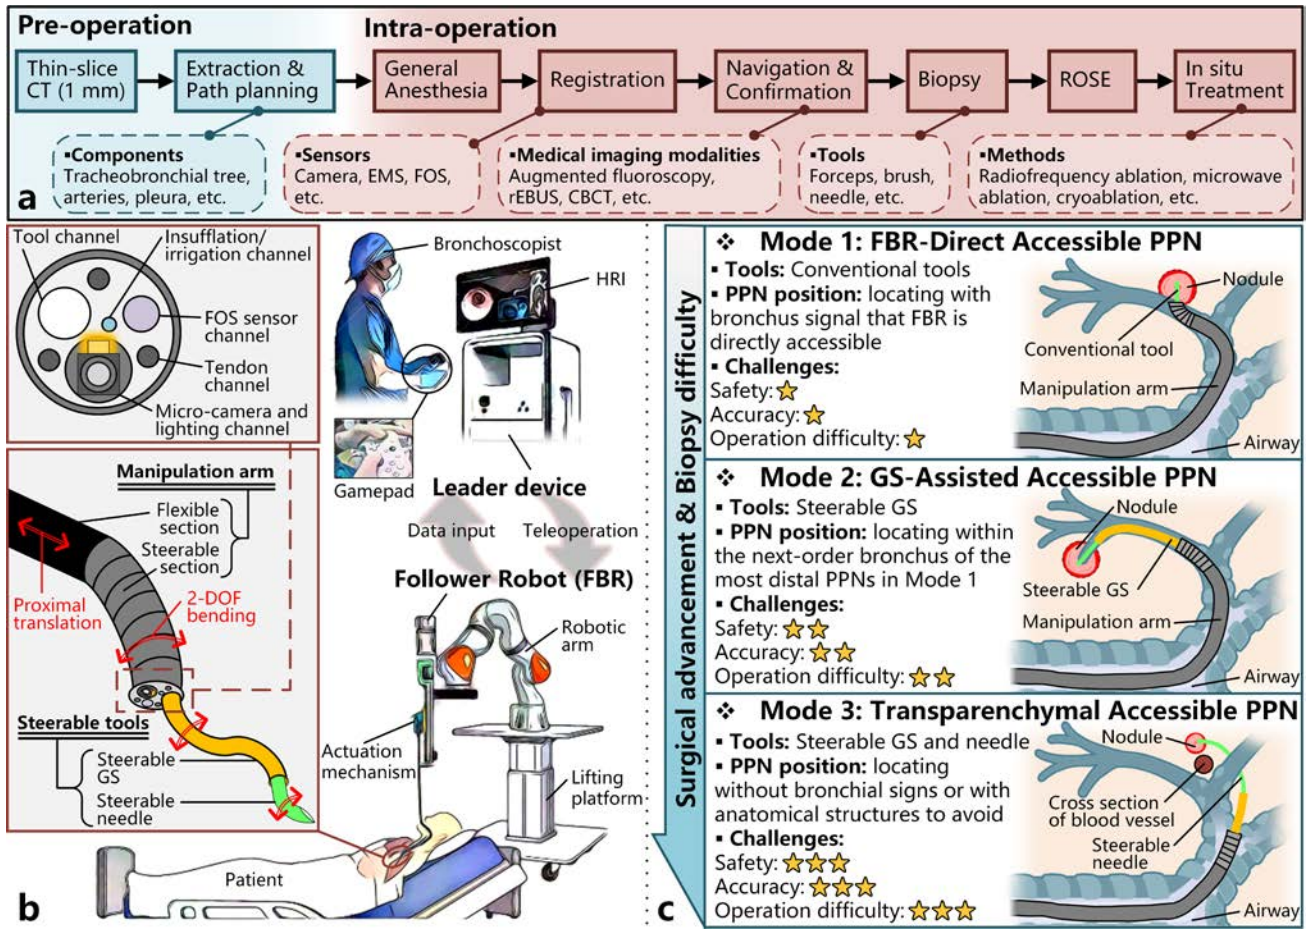 Pre-operation
Intra-operation
Thin-slice
CT (1 mm)
Extraction &
Path planning
General
Anesthesia
Registration
Navigation &
Confirmation
Biopsy
ROSE
In situ
Treatment
▪Components
Tracheobronchial tree,
arteries, pleura, etc.
▪Sensors
Camera, EMS, FOS,
etc.
▪Medical imaging modalities
Augmented fluoroscopy,
rEBUS, CBCT, etc.
▪Tools
Forceps, brush,
needle, etc.
▪Methods
Radiofrequency ablation, microwave
ablation, cryoablation, etc.
a
Tool channel
Insufflation/
irrigation channel
FOS sensor
channel
Tendon
channel
Micro-camera and
lighting channel
Manipulation arm
Flexible
section
Steerable
section
Proximal
translation
2-DOF
bending
Steerable tools
Steerable
GS
Steerable
needle
Bronchoscopist
HRI
Gamepad
Leader device
Data input
Teleoperation
Follower Robot (FBR)
Robotic
arm
Actuation
mechanism
Lifting
platform
Patient
b
Surgical advancement & Biopsy difficulty
❖ Mode 1: FBR-Direct Accessible PPN
▪ Tools: Conventional tools
▪ PPN position: locating with
bronchus signal that FBR is
directly accessible
▪ Challenges:
Safety: ★
Accuracy: ★
Operation difficulty: ★
Nodule
Conventional tool
Manipulation arm
Airway
❖ Mode 2: GS-Assisted Accessible PPN
▪ Tools: Steerable GS
▪ PPN position: locating within
the next-order bronchus of the
most distal PPNs in Mode 1
▪ Challenges:
Safety: ★★
Accuracy: ★★
Operation difficulty: ★★
Nodule
Steerable GS
Manipulation arm
Airway
❖ Mode 3: Transparenchymal Accessible PPN
▪ Tools: Steerable GS and needle
▪ PPN position: locating
without bronchial signs or with
anatomical structures to avoid
▪ Challenges:
Safety: ★★★
Accuracy: ★★★
Operation difficulty: ★★★
Nodule
Cross section
of blood vessel
Steerable
needle
Airway
c